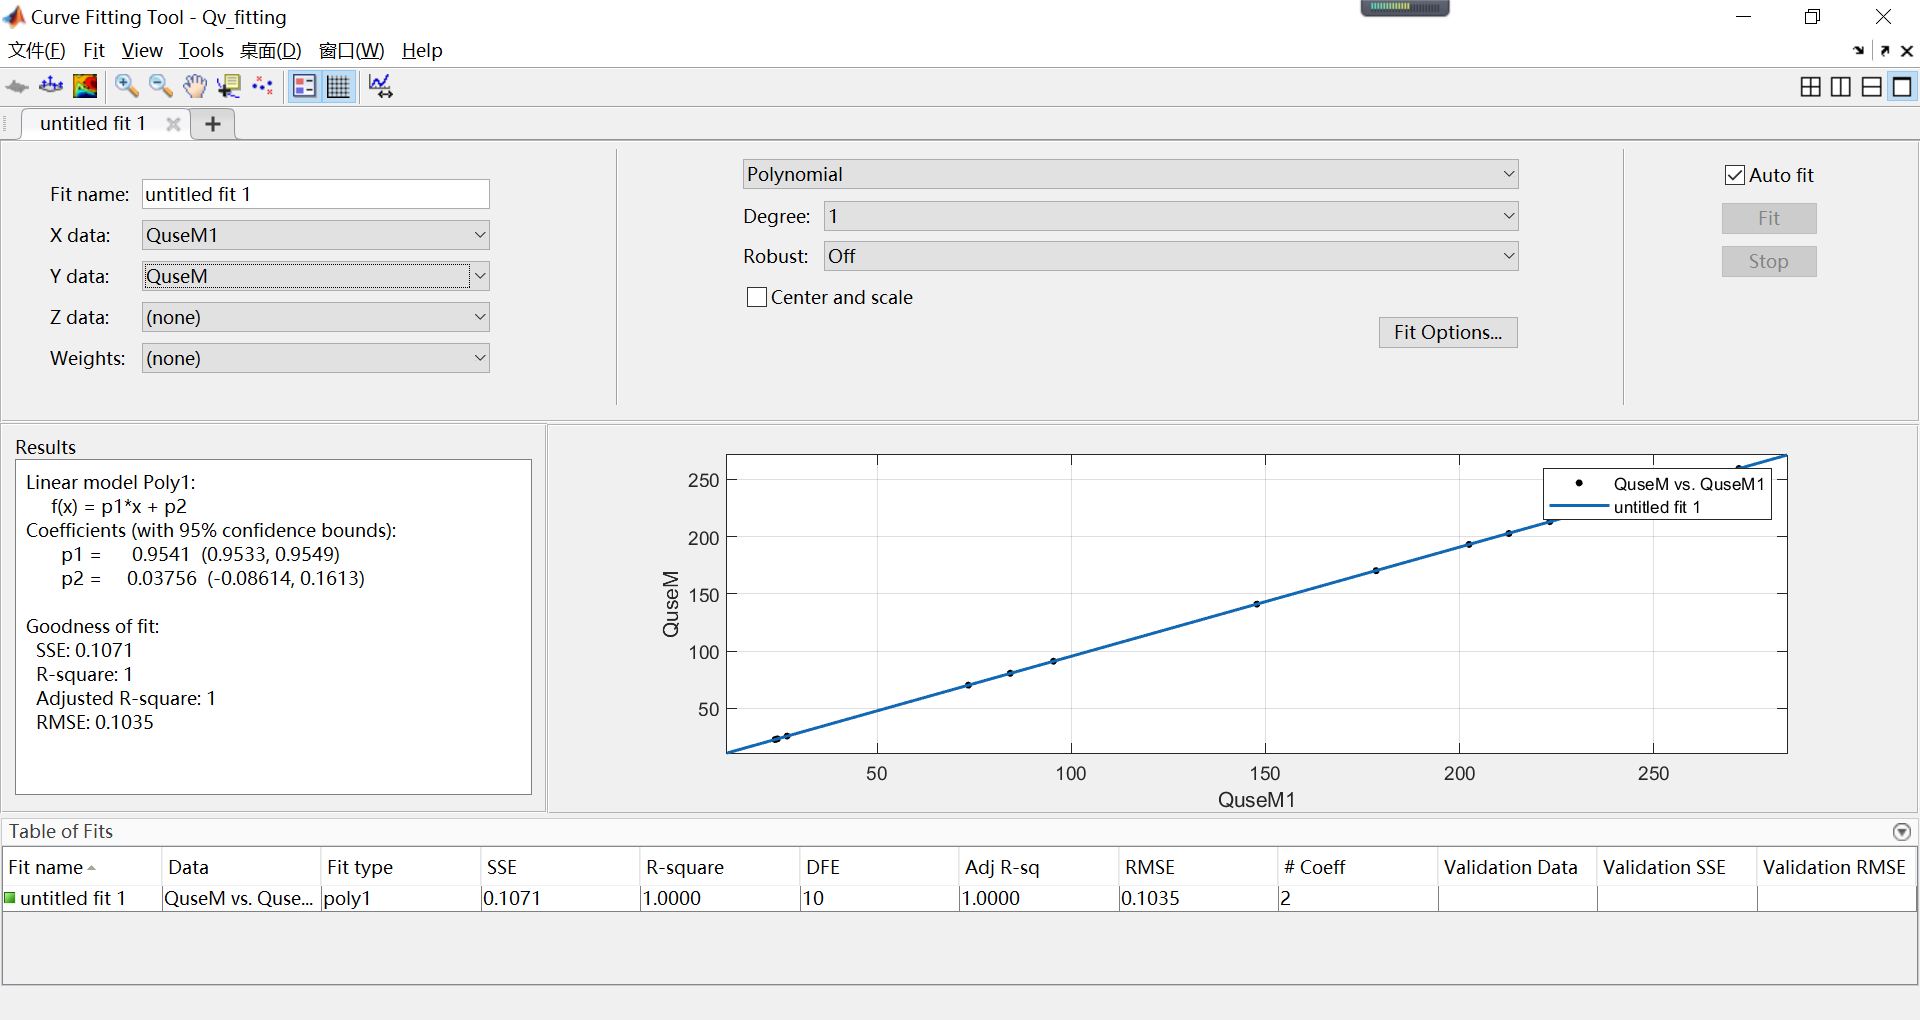 Curve Fitting Tool - Qv_fitting
文件(F) Fit View Tools 桌面(D) 窗口(W) Help
untitled fit 1
Fit name: untitled fit 1
X data: QuseM1
Y data: QuseM
Z data: (none)
Weights: (none)
Polynomial
Degree: 1
Robust: Off
Center and scale
Fit Options...
Auto fit
Fit
Stop
Results
Linear model Poly1:
f(x) = p1*x + p2
Coefficients (with 95% confidence bounds):
p1 = 0.9541 (0.9533, 0.9549)
p2 = 0.03756 (-0.08614, 0.1613)
Goodness of fit:
SSE: 0.1071
R-square: 1
Adjusted R-square: 1
RMSE: 0.1035
250
200
150
100
50
QuseM
QuseM vs. QuseM1
untitled fit 1
50 100 150 200 250
QuseM1
Table of Fits
Fit name Data Fit type SSE R-square DFE Adj R-sq RMSE # Coeff Validation Data Validation SSE Validation RMSE
untitled fit 1 QuseM vs. Quse... poly1 0.1071 1.0000 10 1.0000 0.1035 2